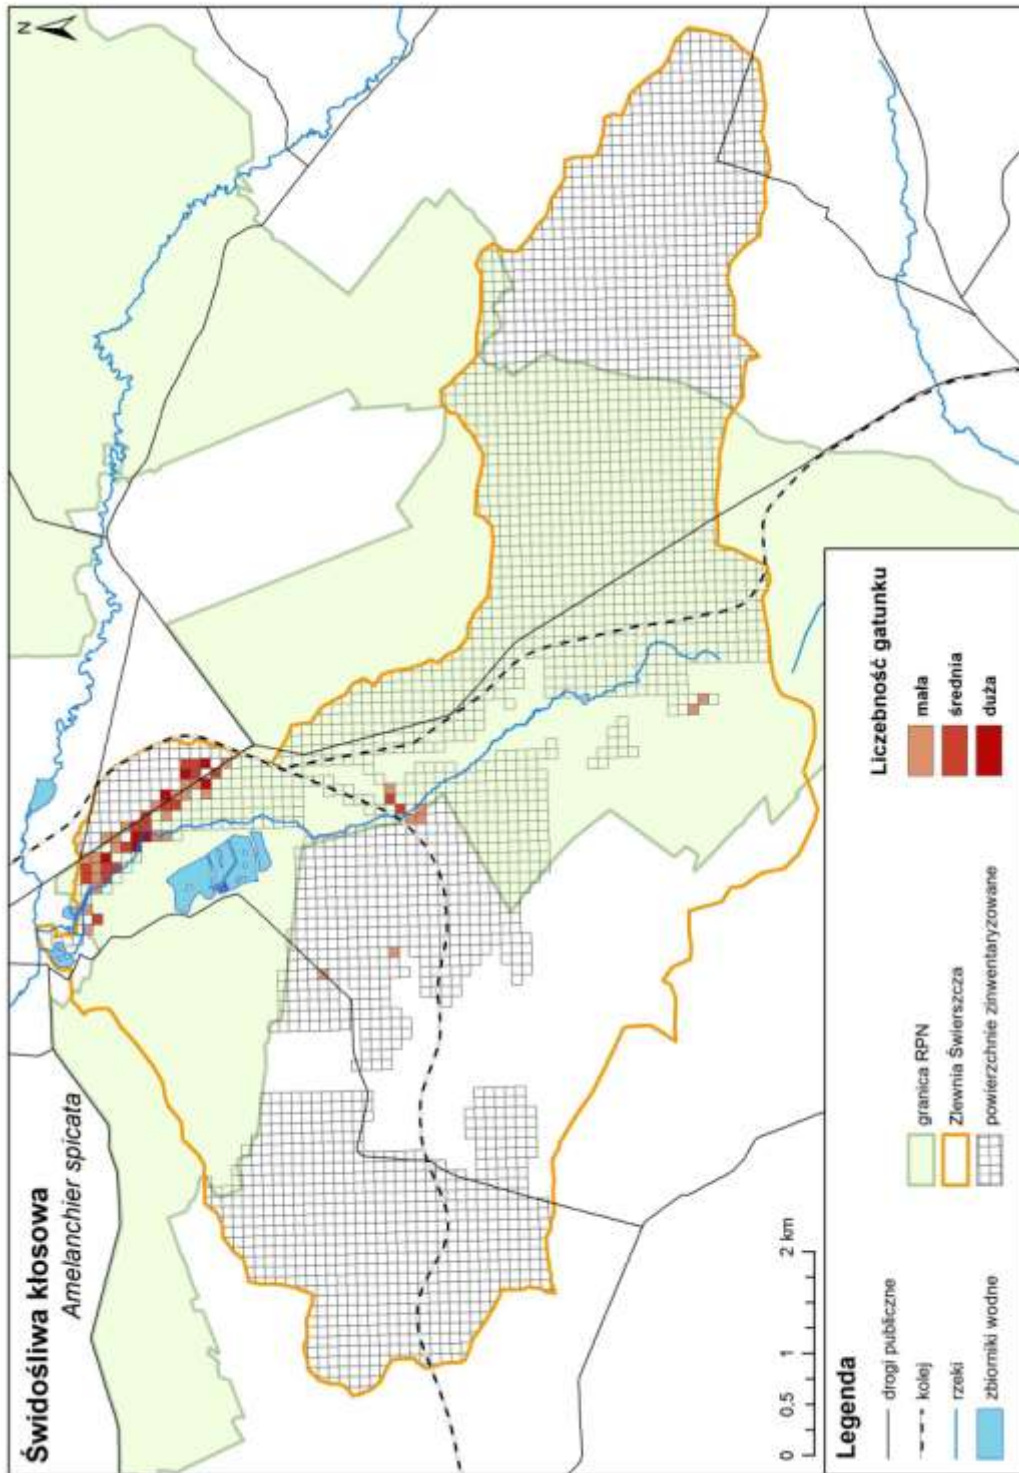 Świdośliwa kłosowa
Amelanchier spicata
N
0 0.5 1 2 km
Legenda
drogi publiczne
kolej
rzeki
zbiorniki wodne
granica RPN
Zlewnia Świerszcza
powierzchnie zinwentaryzowane
Liczebność gatunku
mała
średnia
duża